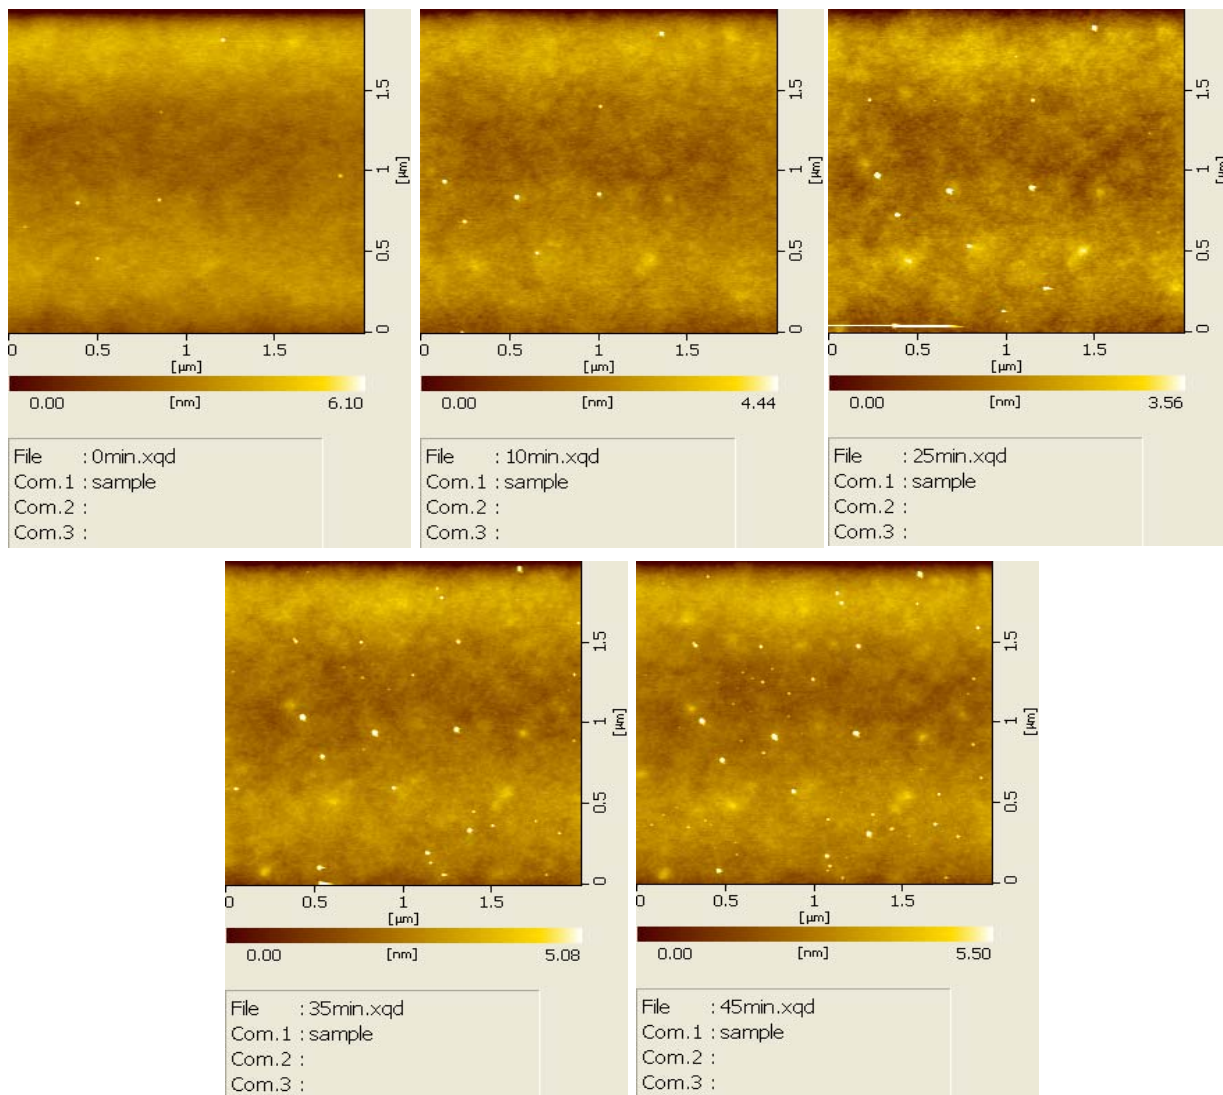 1.5
1
[µm]
0.5
0
0 0.5 1 1.5
[µm]
0.00 [nm] 6.10
File : 0min.xqd
Com.1 : sample
Com.2 :
Com.3 :
1.5
1
[µm]
0.5
0
0 0.5 1 1.5
[µm]
0.00 [nm] 4.44
File : 10min.xqd
Com.1 : sample
Com.2 :
Com.3 :
1.5
1
[µm]
0.5
0
0 0.5 1 1.5
[µm]
0.00 [nm] 3.56
File : 25min.xqd
Com.1 : sample
Com.2 :
Com.3 :
1.5
1
[µm]
0.5
0
0 0.5 1 1.5
[µm]
0.00 [nm] 5.08
File : 35min.xqd
Com.1 : sample
Com.2 :
Com.3 :
1.5
1
[µm]
0.5
0
0 0.5 1 1.5
[µm]
0.00 [nm] 5.50
File : 45min.xqd
Com.1 : sample
Com.2 :
Com.3 :